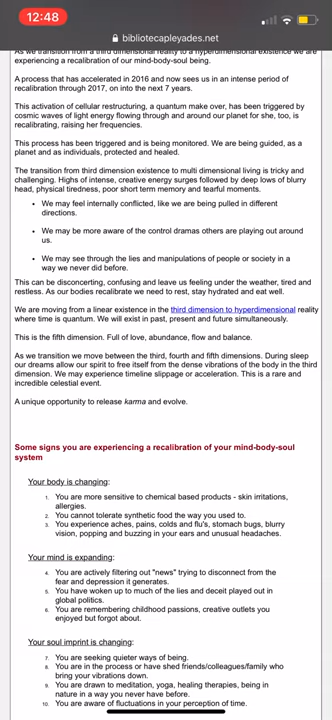 12:48
bibliotecapleyades.net
As we transition from a third dimensional reality to a hyperdimensional existence we are
experiencing a recalibration of our mind-body-soul being.
A process that has accelerated in 2016 and now sees us in an intense period of
recalibration through 2017, on into the next 7 years.
This activation of cellular restructuring, a quantum make over, has been triggered by
cosmic waves of light energy flowing through and around our planet for she, too, is
recalibrating, raising her frequencies.
This process has been triggered and is being monitored. We are being guided, as a
planet and as individuals, protected and healed.
The transition from third dimension existence to multi dimensional living is tricky and
challenging. Highs of intense, creative energy surges followed by deep lows of blurry
head, physical tiredness, poor short term memory and tearful moments.
• We may feel internally conflicted, like we are being pulled in different
directions.
• We may be more aware of the control dramas others are playing out around
us.
• We may see through the lies and manipulations of people or society in a
way we never did before.
This can be disconcerting, confusing and leave us feeling under the weather, tired and
restless. As our bodies recalibrate we need to rest, stay hydrated and eat well.
We are moving from a linear existence in the third dimension to hyperdimensional reality
where time is quantum. We will exist in past, present and future simultaneously.
This is the fifth dimension. Full of love, abundance, flow and balance.
As we transition we move between the third, fourth and fifth dimensions. During sleep
our dreams allow our spirit to free itself from the dense vibrations of the body in the third
dimension. We may experience timeline slippage or acceleration. This is a rare and
incredible celestial event.
A unique opportunity to release karma and evolve.
Some signs you are experiencing a recalibration of your mind-body-soul
system
Your body is changing:
1. You are more sensitive to chemical based products - skin irritations,
allergies.
2. You cannot tolerate synthetic food the way you used to.
3. You experience aches, pains, colds and flu's, stomach bugs, blurry
vision, popping and buzzing in your ears and unusual headaches.
Your mind is expanding:
4. You are actively filtering out "news" trying to disconnect from the
fear and depression it generates.
5. You have woken up to much of the lies and deceit played out in
global politics.
6. You are remembering childhood passions, creative outlets you
enjoyed but forgot about.
Your soul imprint is changing:
7. You are seeking quieter ways of being.
8. You are in the process or have shed friends/colleagues/family who
bring your vibrations down.
9. You are drawn to meditation, yoga, healing therapies, being in
nature in a way you never have before.
10. You are aware of fluctuations in your perception of time.